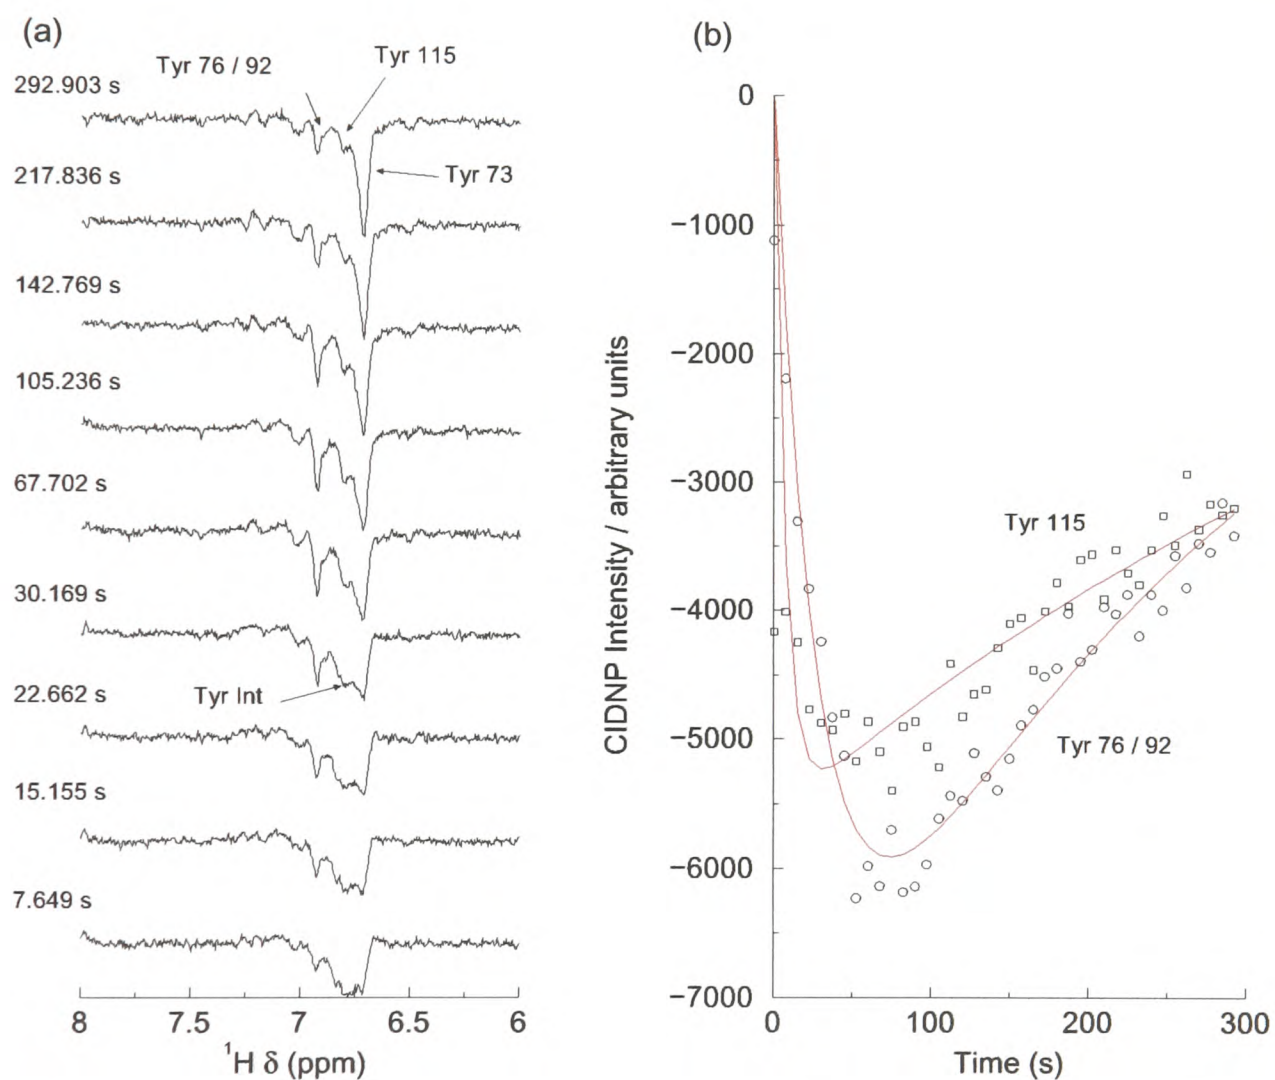 (a)
Tyr 76 / 92
Tyr 115
292.903 s
Tyr 73
217.836 s
142.769 s
105.236 s
67.702 s
30.169 s
Tyr Int
22.662 s
15.155 s
7.649 s
8
7.5
7
6.5
6
¹H δ (ppm)
(b)
0
−1000
−2000
−3000
−4000
−5000
−6000
−7000
CIDNP Intensity / arbitrary units
Tyr 115
Tyr 76 / 92
0
100
200
300
Time (s)